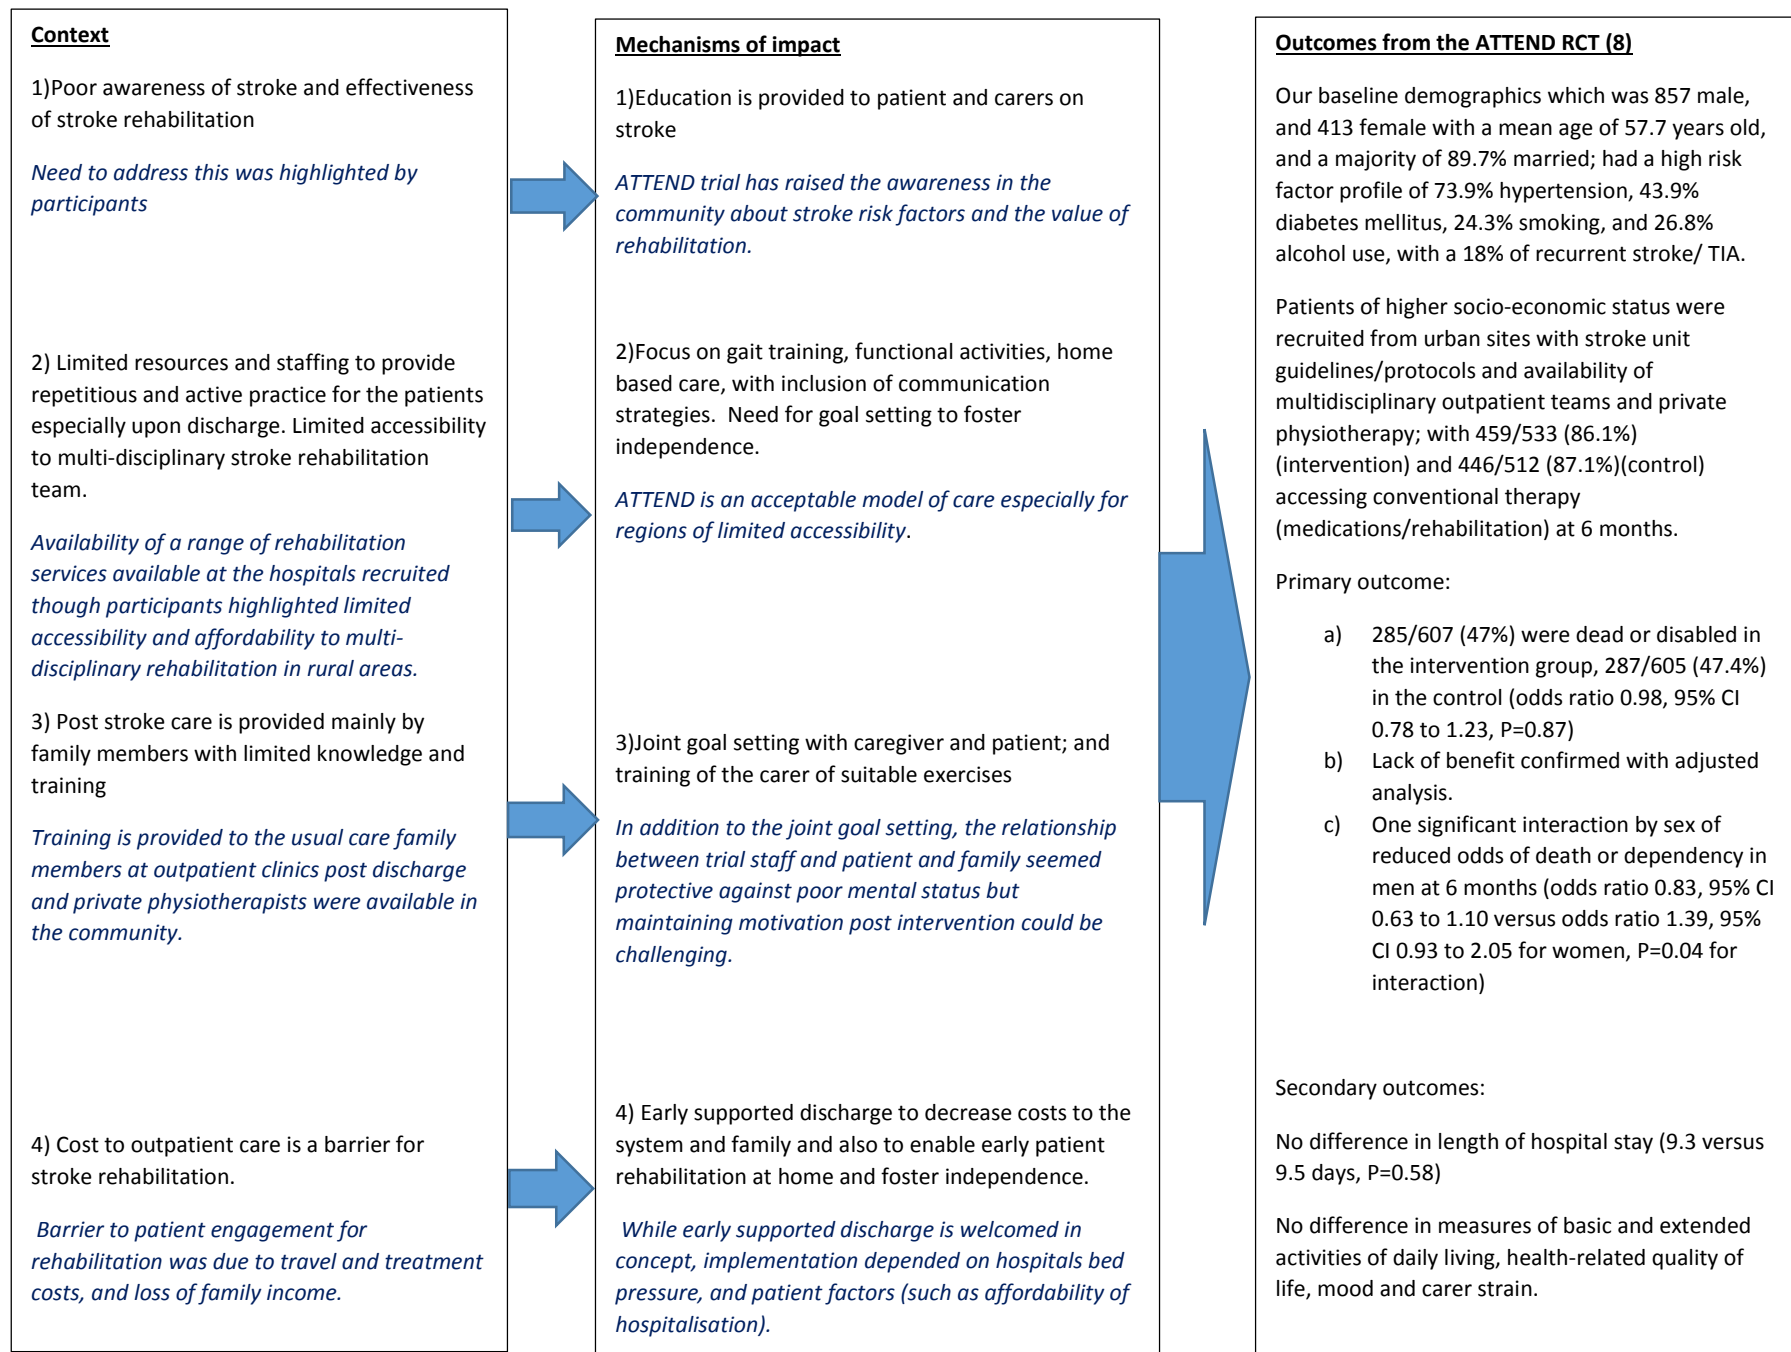 Context
1)Poor awareness of stroke and effectiveness
of stroke rehabilitation
Need to address this was highlighted by
participants
2) Limited resources and staffing to provide
repetitious and active practice for the patients
especially upon discharge. Limited accessibility
to multi-disciplinary stroke rehabilitation
team.
Availability of a range of rehabilitation
services available at the hospitals recruited
though participants highlighted limited
accessibility and affordability to multi-
disciplinary rehabilitation in rural areas.
3) Post stroke care is provided mainly by
family members with limited knowledge and
training
Training is provided to the usual care family
members at outpatient clinics post discharge
and private physiotherapists were available in
the community.
4) Cost to outpatient care is a barrier for
stroke rehabilitation.
Barrier to patient engagement for
rehabilitation was due to travel and treatment
costs, and loss of family income.
Mechanisms of impact
1)Education is provided to patient and carers on
stroke
ATTEND trial has raised the awareness in the
community about stroke risk factors and the value of
rehabilitation.
2)Focus on gait training, functional activities, home
based care, with inclusion of communication
strategies.  Need for goal setting to foster
independence.
ATTEND is an acceptable model of care especially for
regions of limited accessibility.
3)Joint goal setting with caregiver and patient; and
training of the carer of suitable exercises
In addition to the joint goal setting, the relationship
between trial staff and patient and family seemed
protective against poor mental status but
maintaining motivation post intervention could be
challenging.
4) Early supported discharge to decrease costs to the
system and family and also to enable early patient
rehabilitation at home and foster independence.
While early supported discharge is welcomed in
concept, implementation depended on hospitals bed
pressure, and patient factors (such as affordability of
hospitalisation).
Outcomes from the ATTEND RCT (8)
Our baseline demographics which was 857 male,
and 413 female with a mean age of 57.7 years old,
and a majority of 89.7% married; had a high risk
factor profile of 73.9% hypertension, 43.9%
diabetes mellitus, 24.3% smoking, and 26.8%
alcohol use, with a 18% of recurrent stroke/ TIA.
Patients of higher socio-economic status were
recruited from urban sites with stroke unit
guidelines/protocols and availability of
multidisciplinary outpatient teams and private
physiotherapy; with 459/533 (86.1%)
(intervention) and 446/512 (87.1%)(control)
accessing conventional therapy
(medications/rehabilitation) at 6 months.
Primary outcome:
a) 285/607 (47%) were dead or disabled in
the intervention group, 287/605 (47.4%)
in the control (odds ratio 0.98, 95% CI
0.78 to 1.23, P=0.87)
b) Lack of benefit confirmed with adjusted
analysis.
c) One significant interaction by sex of
reduced odds of death or dependency in
men at 6 months (odds ratio 0.83, 95% CI
0.63 to 1.10 versus odds ratio 1.39, 95%
CI 0.93 to 2.05 for women, P=0.04 for
interaction)
Secondary outcomes:
No difference in length of hospital stay (9.3 versus
9.5 days, P=0.58)
No difference in measures of basic and extended
activities of daily living, health-related quality of
life, mood and carer strain.